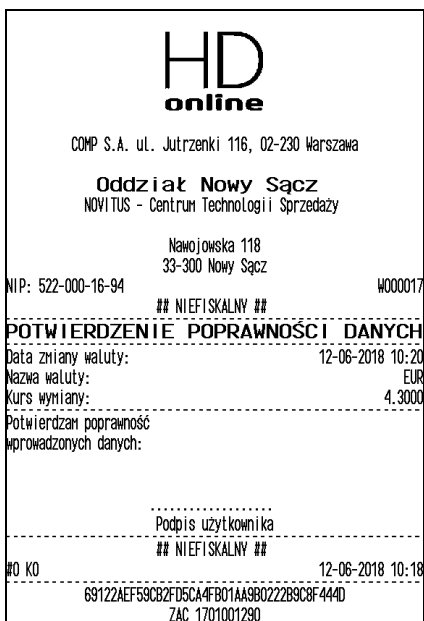 HD
online
COMP S.A. ul. Jutrzenki 116, 02-230 Warszawa
Oddział Nowy Sącz
NOVITUS - Centrum Technologii Sprzedaży
Nawojowska 118
33-300 Nowy Sącz
NIP: 522-000-16-94 W000017
## NIEFISKALNY ##
POTWIERDZENIE POPRAWNOŚCI DANYCH
Data zmiany waluty: 12-06-2018 10:20
Nazwa waluty: EUR
Kurs wymiany: 4.3000
Potwierdzam poprawność
wprowadzonych danych:
..................
Podpis użytkownika
## NIEFISKALNY ##
#0 KO 12-06-2018 10:18
69122AEF59CB2FD5CA4FB01AA9B0222B9C8F444D
ZAC 1701001290